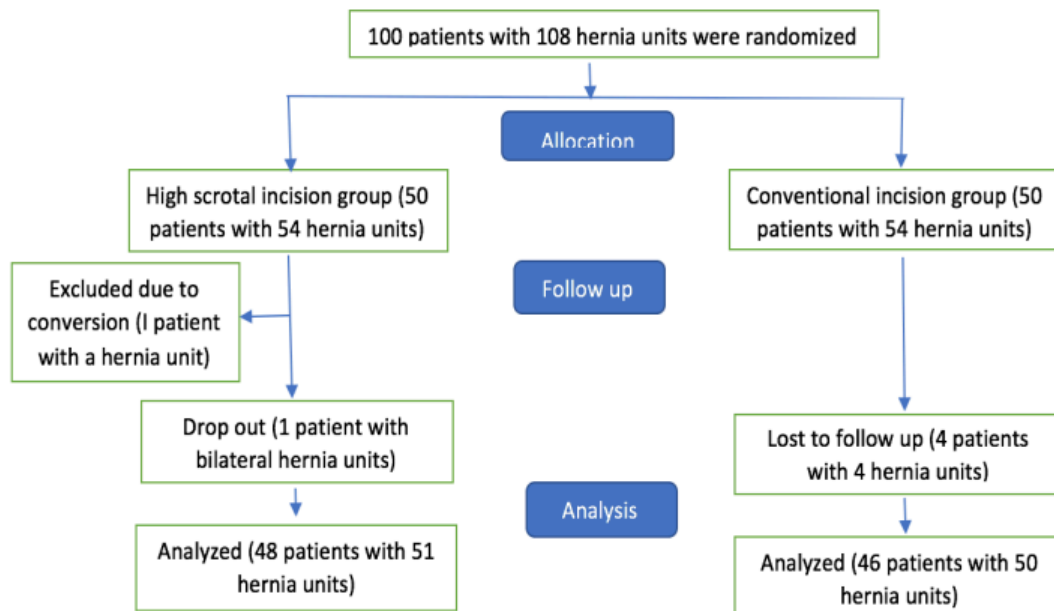 100 patients with 108 hernia units were randomized
Allocation
High scrotal incision group (50
patients with 54 hernia units)
Conventional incision group (50
patients with 54 hernia units)
Excluded due to
conversion (I patient
with a hernia unit)
Follow up
Drop out (1 patient with
bilateral hernia units)
Lost to follow up (4 patients
with 4 hernia units)
Analysis
Analyzed (48 patients with 51
hernia units)
Analyzed (46 patients with 50
hernia units)